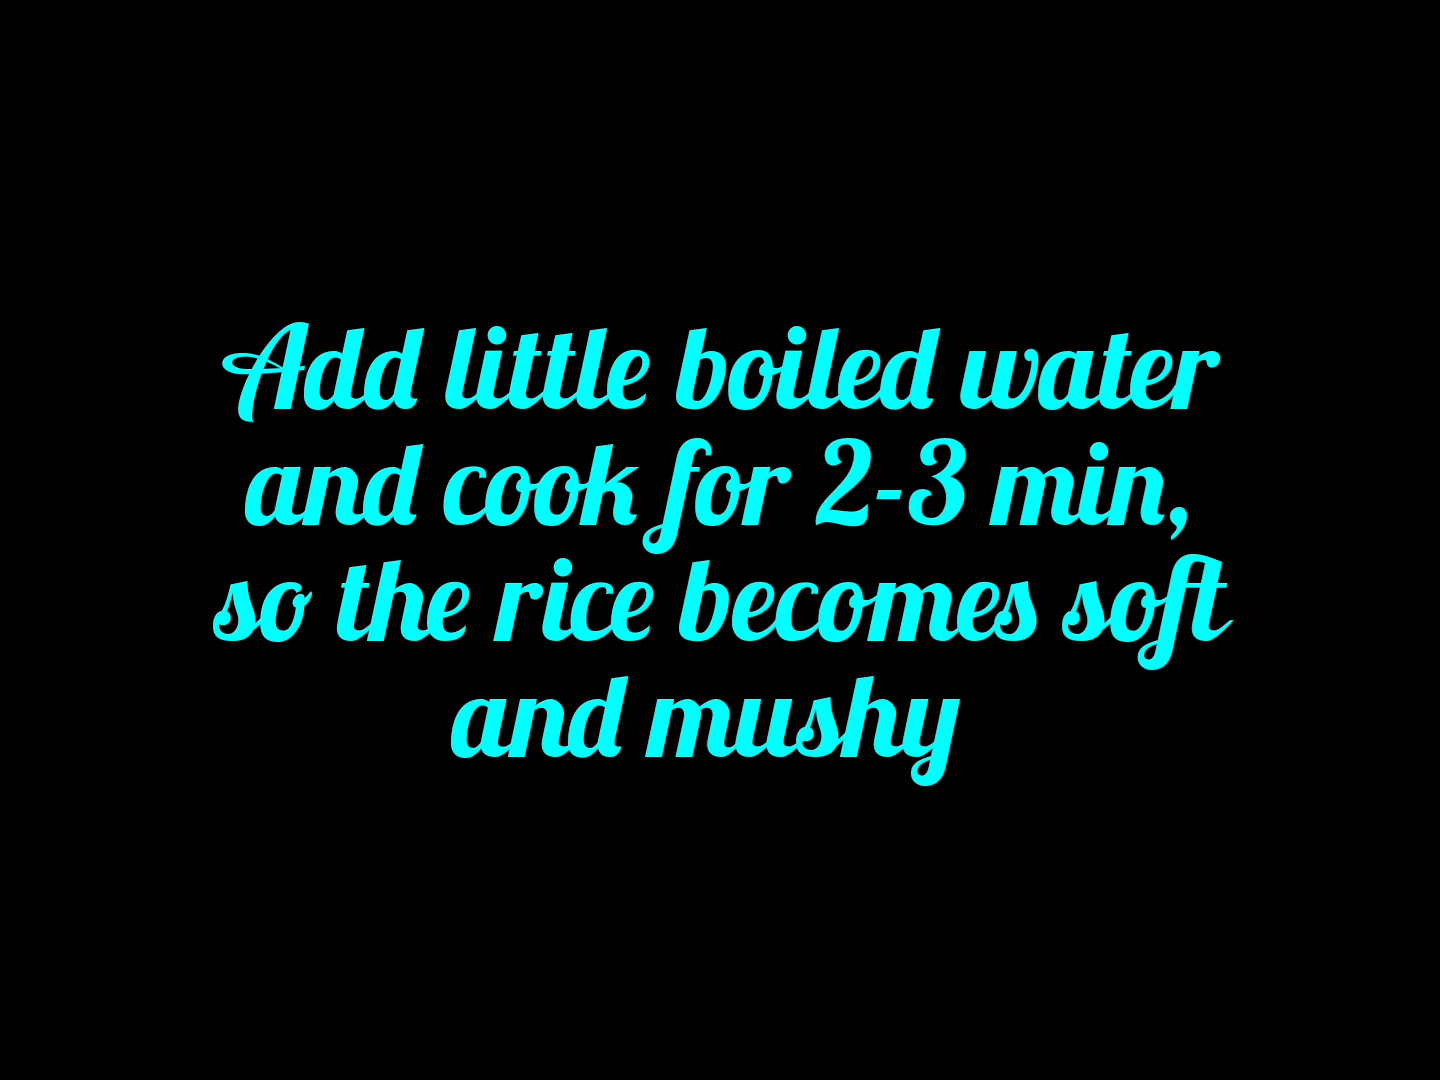 Add little boiled water
and cook for 2-3 min,
so the rice becomes soft
and mushy